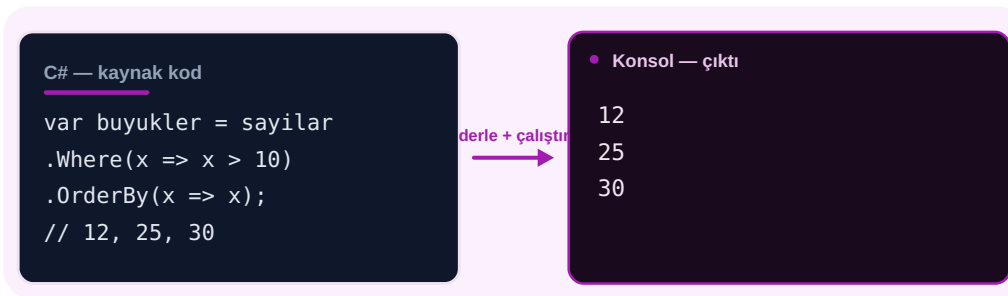 C# — kaynak kod
var buyukler = sayilar
.Where(x => x > 10)
.OrderBy(x => x);
// 12, 25, 30
derle + çalıştır
Konsol — çıktı
12
25
30